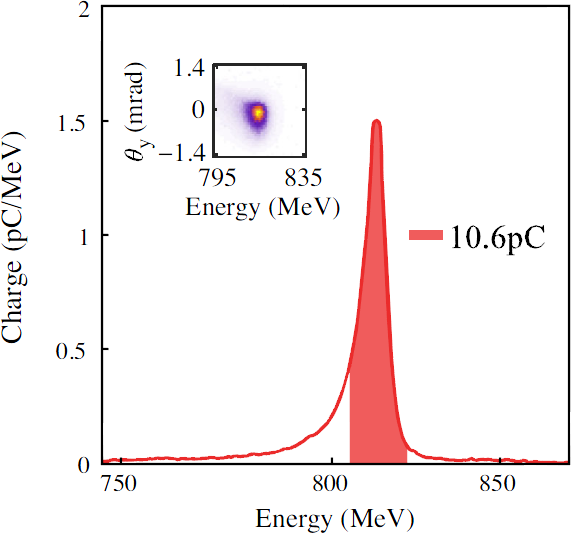 2
1.5
1
0.5
0
Charge (pC/MeV)
1.4
0
−1.4
θy (mrad)
795 835
Energy (MeV)
10.6pC
750 800 850
Energy (MeV)